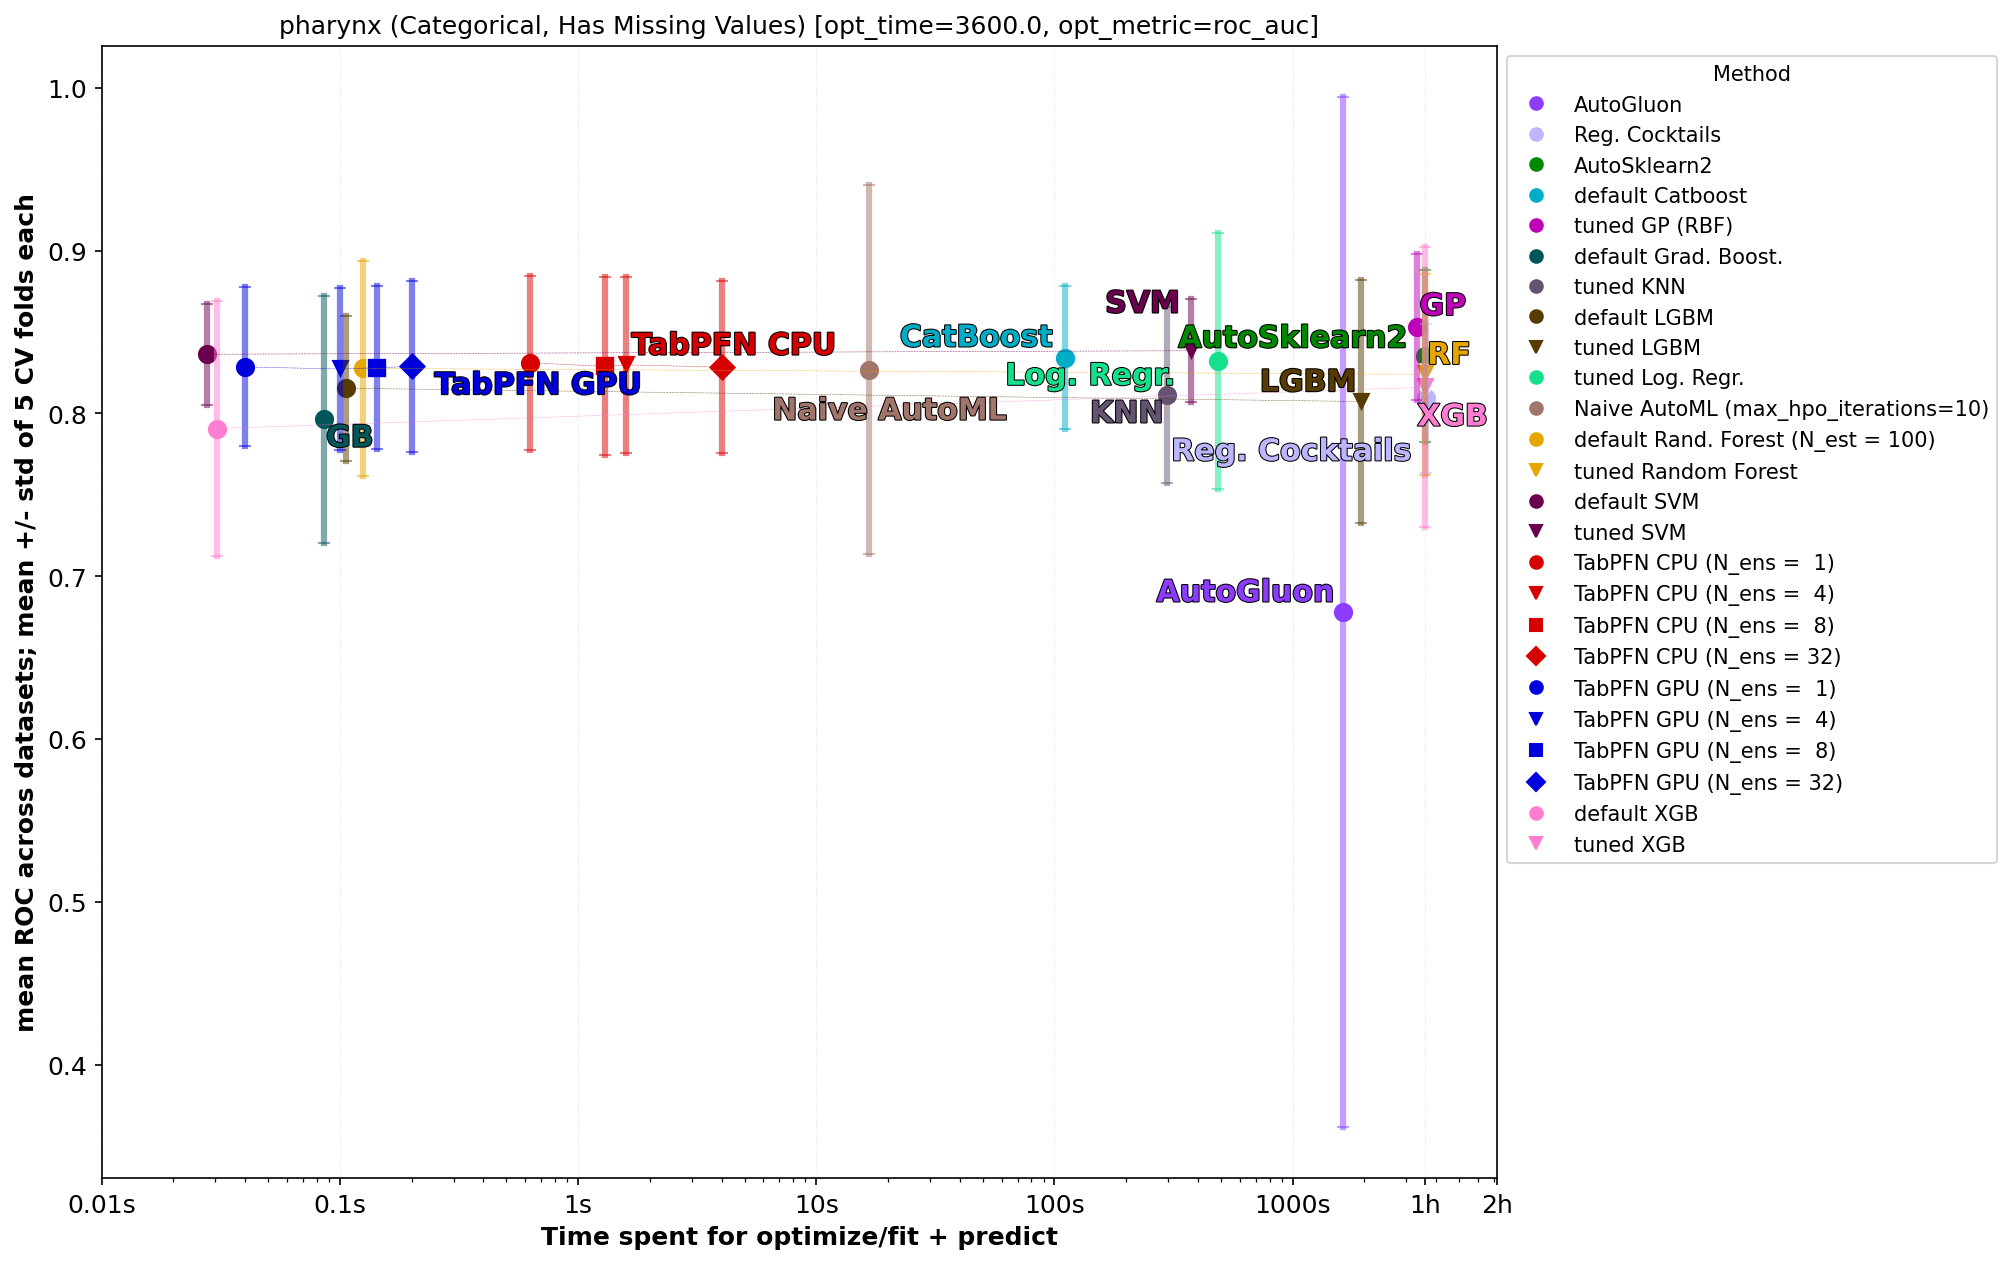 pharynx (Categorical, Has Missing Values) [opt_time=3600.0, opt_metric=roc_auc]
mean ROC across datasets; mean +/- std of 5 CV folds each
1.0
0.9
0.8
0.7
0.6
0.5
0.4
GP
SVM
CatBoost
AutoSklearn2
TabPFN CPU
RF
Log. Regr.
LGBM
TabPFN GPU
Naive AutoML
KNN
XGB
GB
Reg. Cocktails
AutoGluon
0.01s
0.1s
1s
10s
100s
1000s
1h
2h
Time spent for optimize/fit + predict
Method
AutoGluon
Reg. Cocktails
AutoSklearn2
default Catboost
tuned GP (RBF)
default Grad. Boost.
tuned KNN
default LGBM
tuned LGBM
tuned Log. Regr.
Naive AutoML (max_hpo_iterations=10)
default Rand. Forest (N_est = 100)
tuned Random Forest
default SVM
tuned SVM
TabPFN CPU (N_ens =  1)
TabPFN CPU (N_ens =  4)
TabPFN CPU (N_ens =  8)
TabPFN CPU (N_ens = 32)
TabPFN GPU (N_ens =  1)
TabPFN GPU (N_ens =  4)
TabPFN GPU (N_ens =  8)
TabPFN GPU (N_ens = 32)
default XGB
tuned XGB